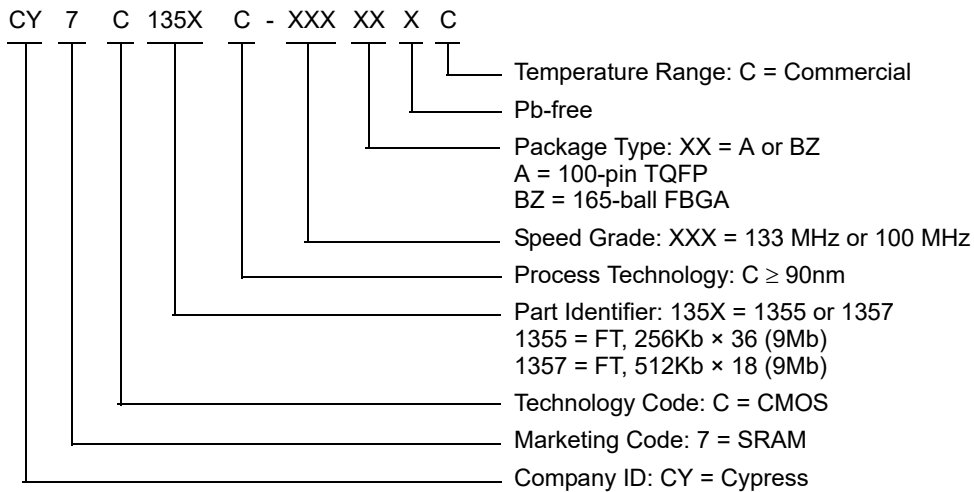 CY 7 C 135X C - XXX XX X C
Temperature Range: C = Commercial
Pb-free
Package Type: XX = A or BZ
A = 100-pin TQFP
BZ = 165-ball FBGA
Speed Grade: XXX = 133 MHz or 100 MHz
Process Technology: C ≥ 90nm
Part Identifier: 135X = 1355 or 1357
1355 = FT, 256Kb × 36 (9Mb)
1357 = FT, 512Kb × 18 (9Mb)
Technology Code: C = CMOS
Marketing Code: 7 = SRAM
Company ID: CY = Cypress